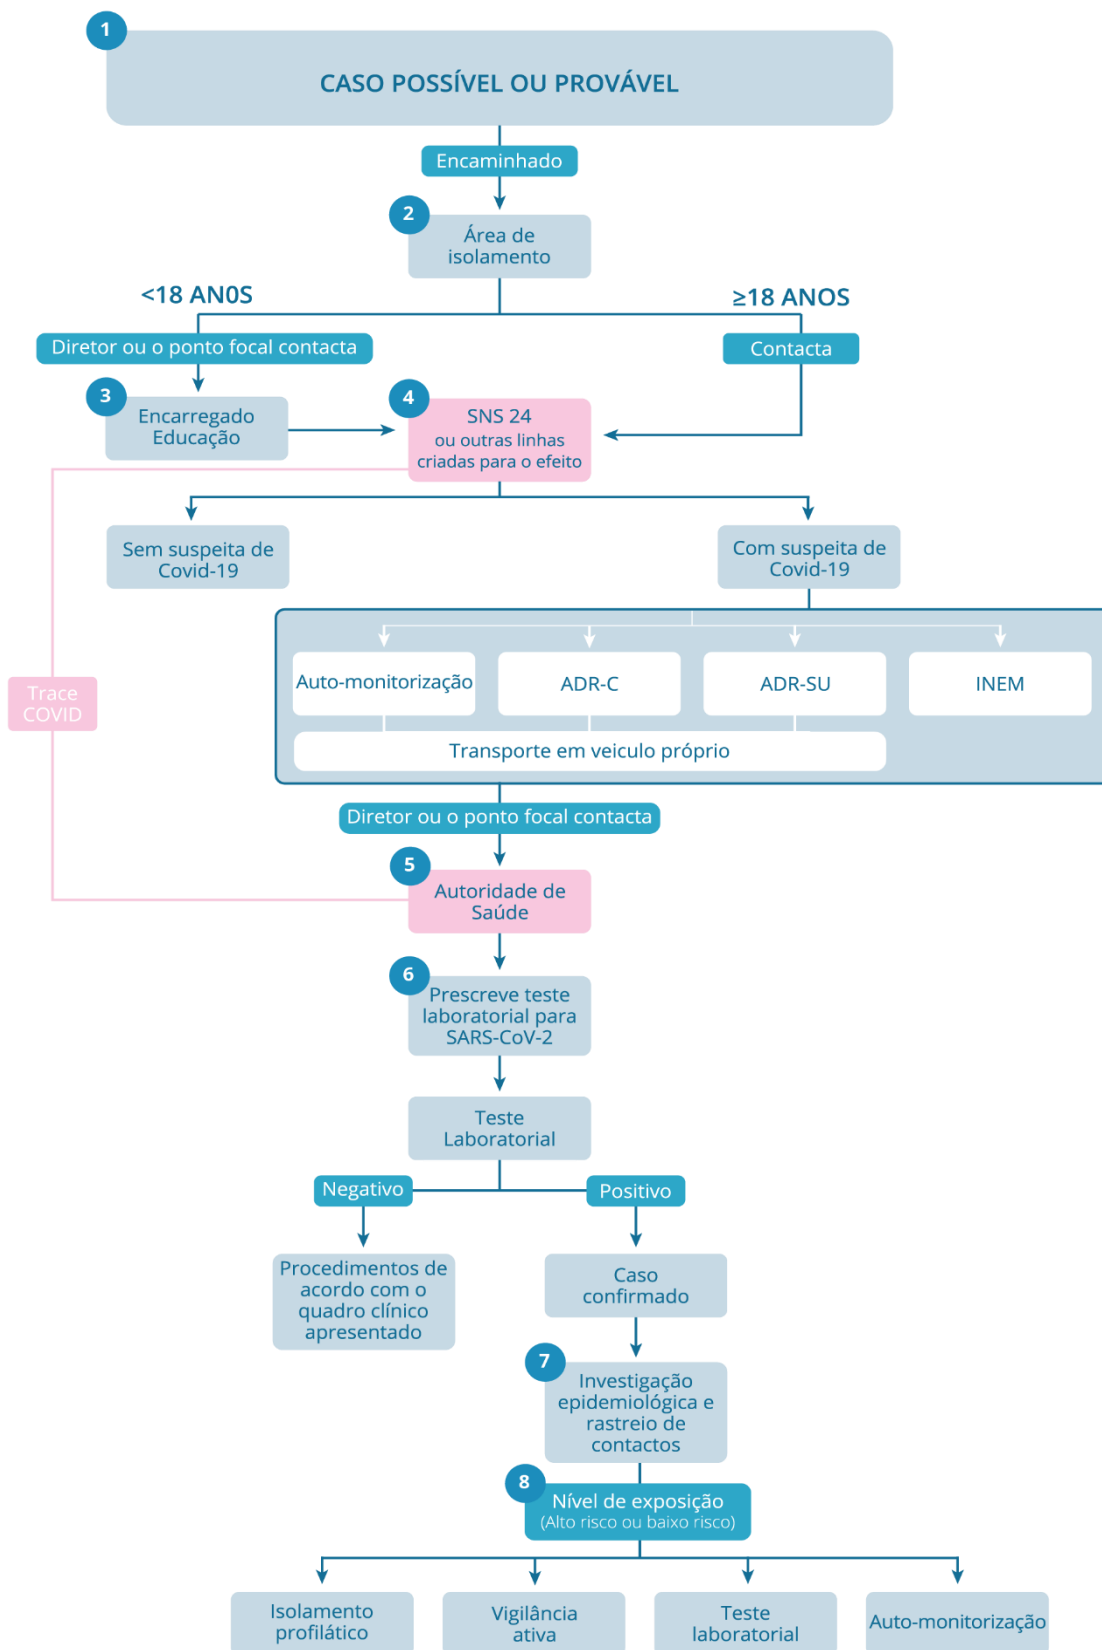 1
CASO POSSÍVEL OU PROVÁVEL
Encaminhado
2
Área de
isolamento
<18 AN0S
≥18 ANOS
Diretor ou o ponto focal contacta
Contacta
3
Encarregado
Educação
4
SNS 24
ou outras linhas
criadas para o efeito
Sem suspeita de
Covid-19
Com suspeita de
Covid-19
Trace
COVID
Auto-monitorização
ADR-C
ADR-SU
INEM
Transporte em veiculo próprio
Diretor ou o ponto focal contacta
5
Autoridade de
Saúde
6
Prescreve teste
laboratorial para
SARS-CoV-2
Teste
Laboratorial
Negativo
Positivo
Procedimentos de
acordo com o
quadro clínico
apresentado
Caso
confirmado
7
Investigação
epidemiológica e
rastreio de
contactos
8
Nível de exposição
(Alto risco ou baixo risco)
Isolamento
profilático
Vigilância
ativa
Teste
laboratorial
Auto-monitorização